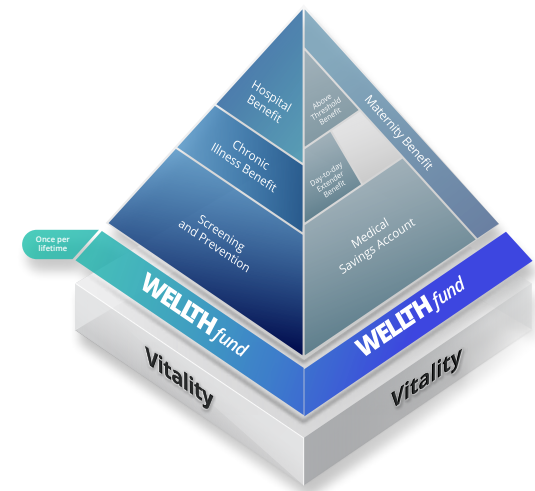 Hospital
Benefit
Above
Threshold
Benefit
Maternity Benefit
Chronic
Illness Benefit
Day-to-day
Extender
Benefit
Screening
and Prevention
Medical
Savings Account
Once per
lifetime
WELLTH fund
WELLTH fund
Vitality
Vitality